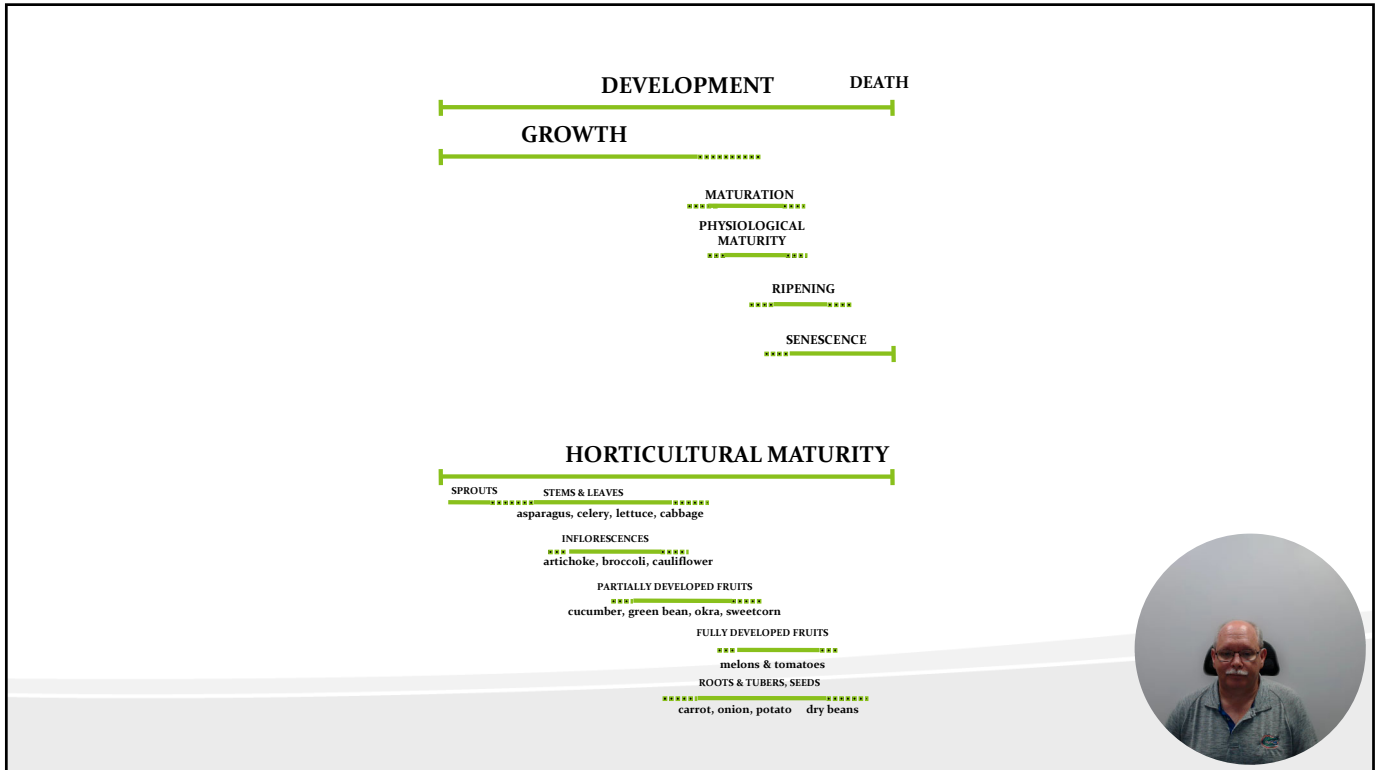 DEVELOPMENT DEATH
GROWTH
MATURATION
PHYSIOLOGICAL
MATURITY
RIPENING
SENESCENCE
HORTICULTURAL MATURITY
SPROUTS STEMS & LEAVES
asparagus, celery, lettuce, cabbage
INFLORESCENCES
artichoke, broccoli, cauliflower
PARTIALLY DEVELOPED FRUITS
cucumber, green bean, okra, sweetcorn
FULLY DEVELOPED FRUITS
melons & tomatoes
ROOTS & TUBERS, SEEDS
carrot, onion, potato dry beans